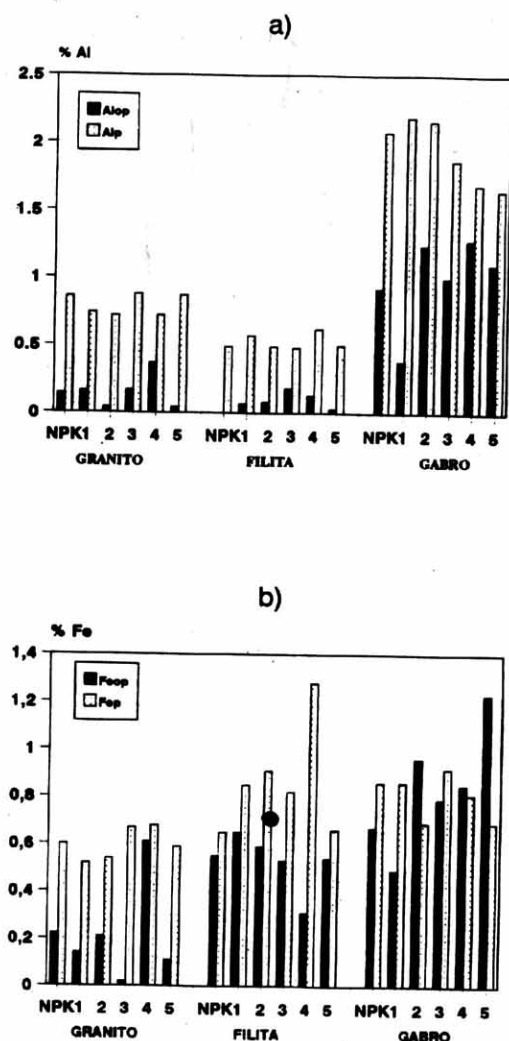 a)
% Al
2.5
Alop
Alp
2
1.5
1
0.5
0
NPK1 2 3 4 5 NPK1 2 3 4 5 NPK1 2 3 4 5
GRANITO FILITA GABRO
b)
% Fe
1,4
Feop
Fep
1,2
1
0,8
0,6
0,4
0,2
0
NPK1 2 3 4 5 NPK1 2 3 4 5 NPK1 2 3 4 5
GRANITO FILITA GABRO